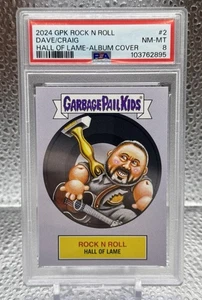 2024 GPK ROCK N ROLL #2
DAVE/CRAIG NM-MT
HALL OF LAME-ALBUM COVER 8
PSA 103762895
GARBAGE PAIL KIDS
ROCK N ROLL
HALL OF LAME